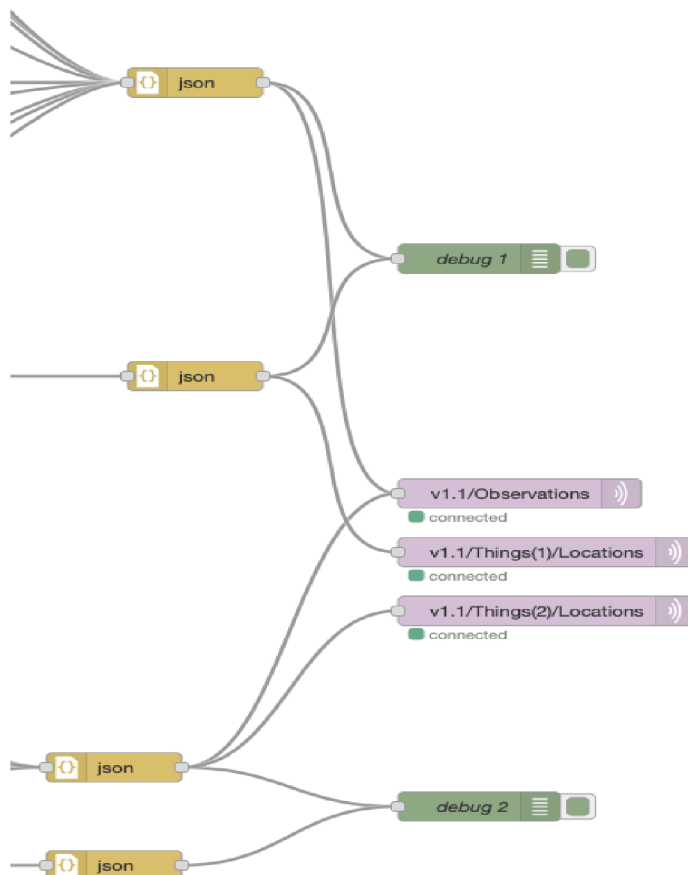 json
debug 1
json
v1.1/Observations
connected
v1.1/Things(1)/Locations
connected
v1.1/Things(2)/Locations
connected
json
debug 2
json